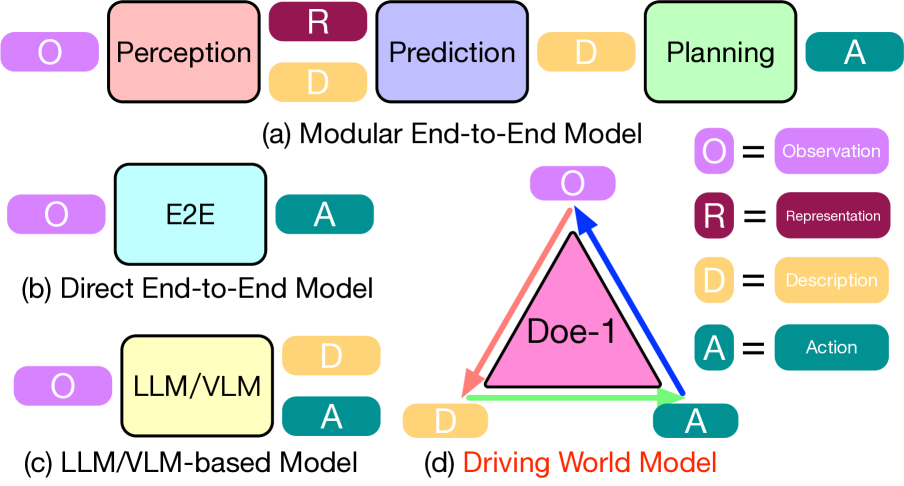 O Perception R D Prediction D Planning A
(a) Modular End-to-End Model
O E2E A
(b) Direct End-to-End Model
O LLM/VLM D A
(c) LLM/VLM-based Model
O
Doe-1
D A
(d) Driving World Model
O = Observation
R = Representation
D = Description
A = Action